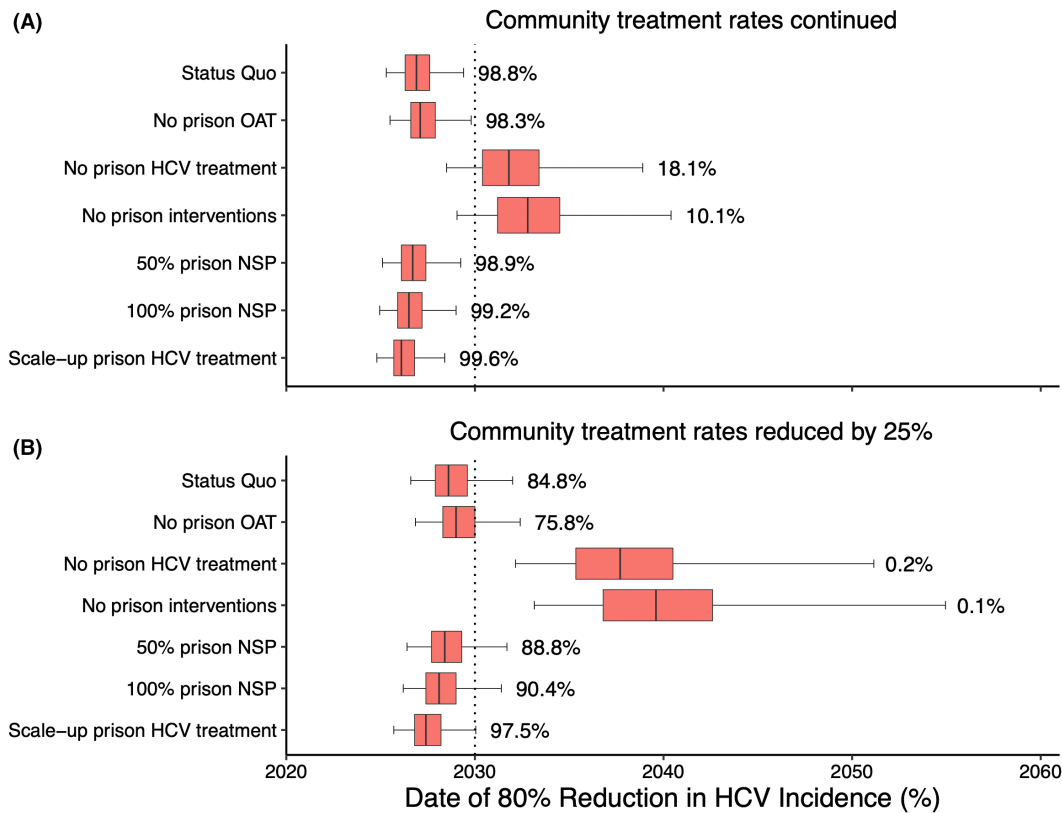 (A)
Community treatment rates continued
Status Quo 98.8%
No prison OAT 98.3%
No prison HCV treatment 18.1%
No prison interventions 10.1%
50% prison NSP 98.9%
100% prison NSP 99.2%
Scale−up prison HCV treatment 99.6%
(B)
Community treatment rates reduced by 25%
Status Quo 84.8%
No prison OAT 75.8%
No prison HCV treatment 0.2%
No prison interventions 0.1%
50% prison NSP 88.8%
100% prison NSP 90.4%
Scale−up prison HCV treatment 97.5%
2020 2030 2040 2050 2060
Date of 80% Reduction in HCV Incidence (%)